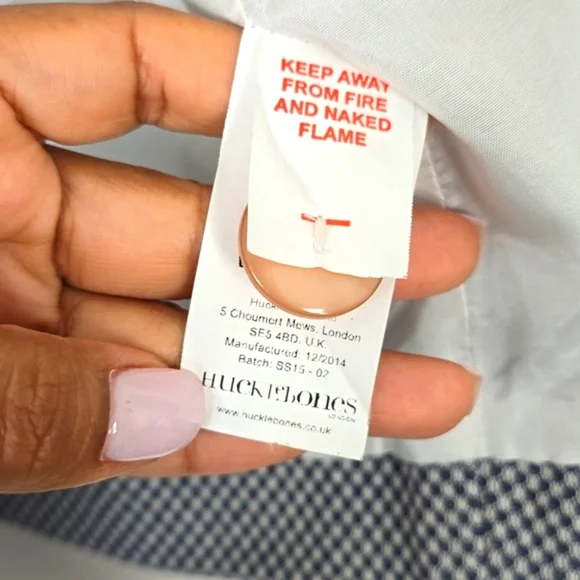 KEEP AWAY
FROM FIRE
AND NAKED
FLAME
5 Choumert Mews, London
SE5 4BD. U.K.
Manufactured: 12/2014
Batch: SS15 - 02
HUCKLEBONES
LONDON
www.hucklebones.co.uk